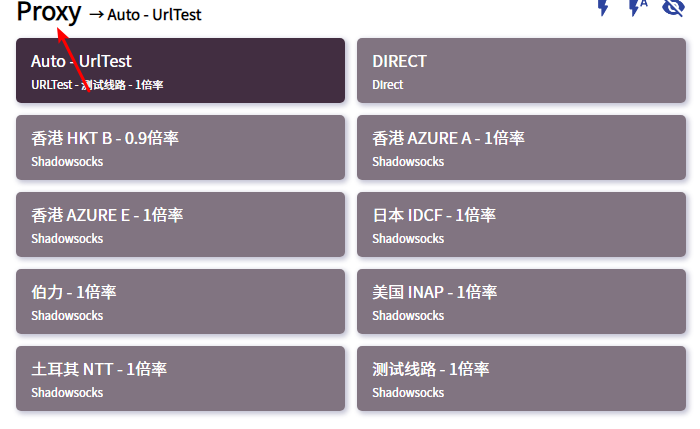 Proxy → Auto - UrlTest
A
Auto - UrlTest
URLTest - 测试线路 - 1倍率
DIRECT
Direct
香港 HKT B - 0.9倍率
Shadowsocks
香港 AZURE A - 1倍率
Shadowsocks
香港 AZURE E - 1倍率
Shadowsocks
日本 IDCF - 1倍率
Shadowsocks
伯力 - 1倍率
Shadowsocks
美国 INAP - 1倍率
Shadowsocks
土耳其 NTT - 1倍率
Shadowsocks
测试线路 - 1倍率
Shadowsocks